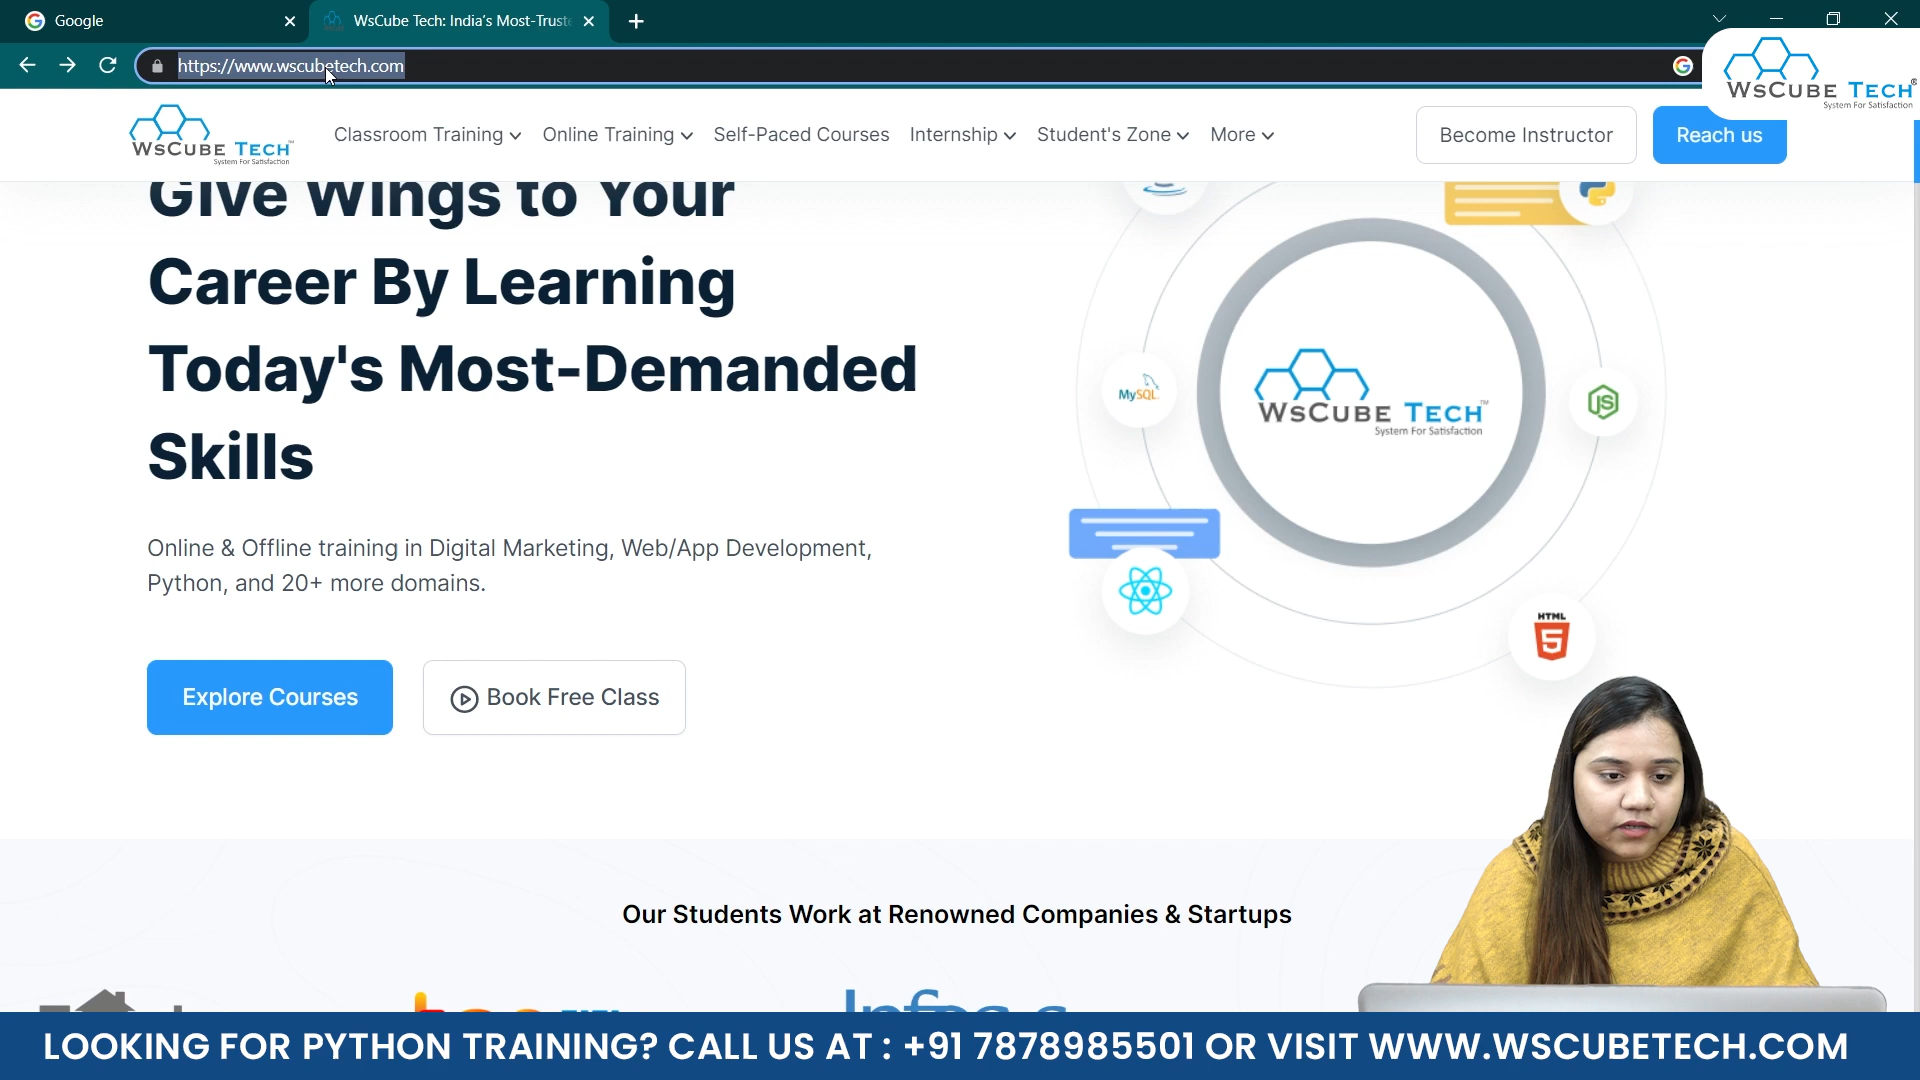 Google
WsCube Tech: India's Most-Truste
https://www.wscubetech.com
WSCUBE TECH
System For Satisfaction
WSCUBE TECH
System For Satisfaction
Classroom Training
Online Training
Self-Paced Courses
Internship
Student's Zone
More
Become Instructor
Reach us
Give Wings to Your
Career By Learning
Today's Most-Demanded
Skills
Online & Offline training in Digital Marketing, Web/App Development,
Python, and 20+ more domains.
Explore Courses
Book Free Class
MySQL
WSCUBE TECH™
System For Satisfaction
JS
HTML
5
Our Students Work at Renowned Companies & Startups
LOOKING FOR PYTHON TRAINING? CALL US AT : +91 7878985501 OR VISIT WWW.WSCUBETECH.COM